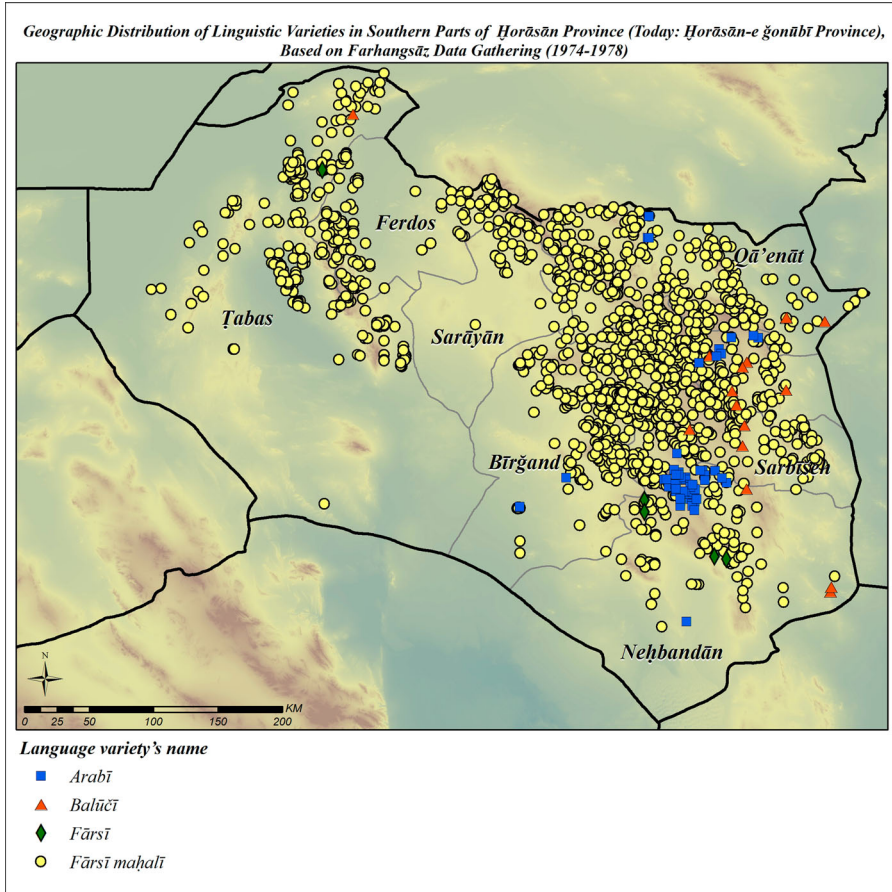 Geographic Distribution of Linguistic Varieties in Southern Parts of Ḫorāsān Province (Today: Ḫorāsān-e ǧonūbī Province),
Based on Farhangsāz Data Gathering (1974-1978)
Ferdos
Qā’enāt
Ṭabas
Sarāyān
Bīrǧand
Sarbīšeh
Neḥbandān
N
KM
0 25 50 100 150 200
Language variety’s name
Arabī
Balūčī
Fārsī
Fārsī maḥalī